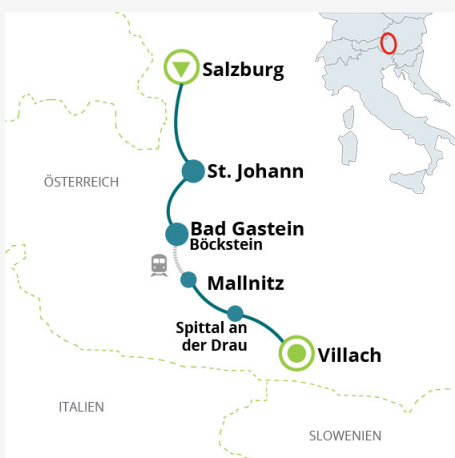 Salzburg
St. Johann
ÖSTERREICH
Bad Gastein
Böckstein
Mallnitz
Spittal an
der Drau
Villach
ITALIEN
SLOWENIEN